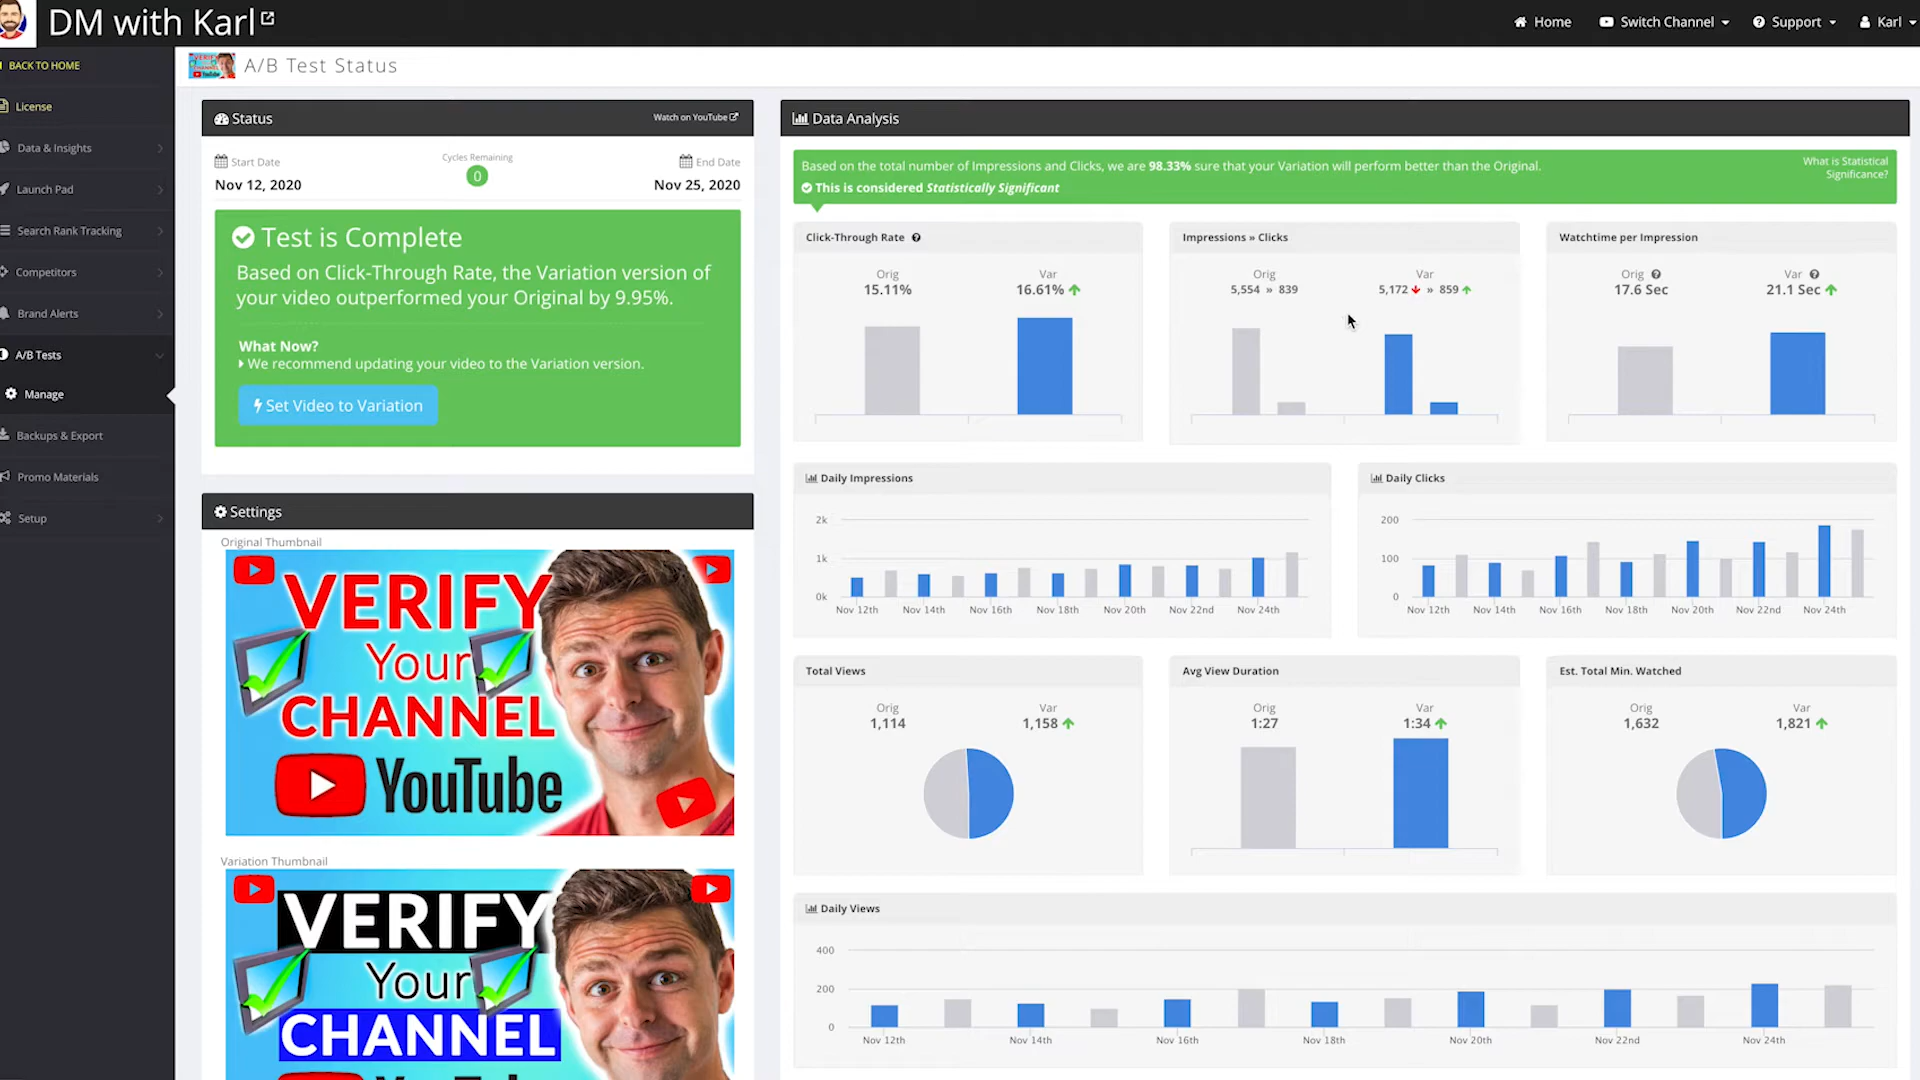 DM with Karl
Home
Switch Channel
Support
Karl
BACK TO HOME
License
Data & Insights
Launch Pad
Search Rank Tracking
Competitors
Brand Alerts
A/B Tests
Manage
Backups & Export
Promo Materials
Setup
A/B Test Status
Status
Watch on YouTube
Start Date
Cycles Remaining
End Date
Nov 12, 2020
0
Nov 25, 2020
Test is Complete
Based on Click-Through Rate, the Variation version of
your video outperformed your Original by 9.95%.
What Now?
We recommend updating your video to the Variation version.
Set Video to Variation
Settings
Original Thumbnail
VERIFY
Your
CHANNEL
YouTube
Variation Thumbnail
VERIFY
Your
CHANNEL
Data Analysis
Based on the total number of Impressions and Clicks, we are 98.33% sure that your Variation will perform better than the Original.
This is considered Statistically Significant
What is Statistical
Significance?
Click-Through Rate
Orig Var
15.11% 16.61%
Impressions » Clicks
Orig Var
5,554 » 839 5,172 » 859
Watchtime per Impression
Orig Var
17.6 Sec 21.1 Sec
Daily Impressions
2k
1k
0k
Nov 12th Nov 14th Nov 16th Nov 18th Nov 20th Nov 22nd Nov 24th
Daily Clicks
200
100
0
Nov 12th Nov 14th Nov 16th Nov 18th Nov 20th Nov 22nd Nov 24th
Total Views
Orig Var
1,114 1,158
Avg View Duration
Orig Var
1:27 1:34
Est. Total Min. Watched
Orig Var
1,632 1,821
Daily Views
400
200
0
Nov 12th Nov 14th Nov 16th Nov 18th Nov 20th Nov 22nd Nov 24th